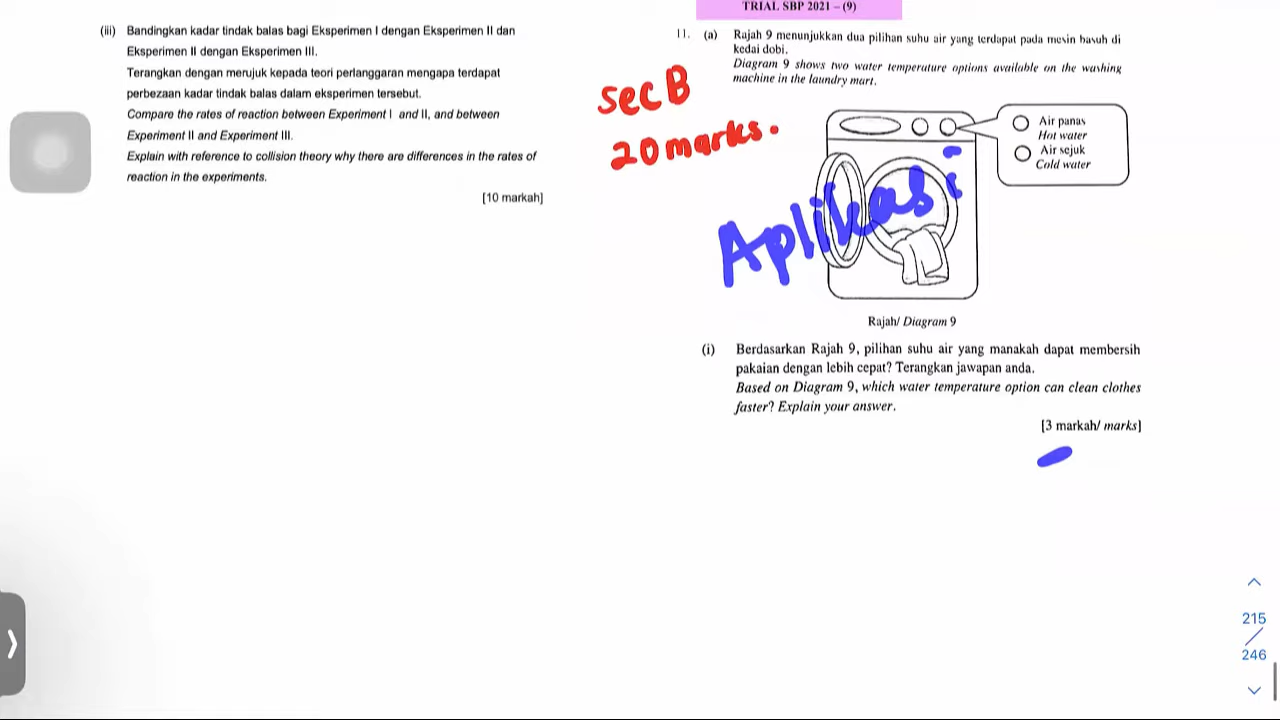 (iii) Bandingkan kadar tindak balas bagi Eksperimen I dengan Eksperimen II dan
Eksperimen II dengan Eksperimen III.
Terangkan dengan merujuk kepada teori perlanggaran mengapa terdapat
perbezaan kadar tindak balas dalam eksperimen tersebut.
Compare the rates of reaction between Experiment I and II, and between
Experiment II and Experiment III.
Explain with reference to collision theory why there are differences in the rates of
reaction in the experiments.
[10 markah]
TRIAL SBP 2021 – (9)
11. (a) Rajah 9 menunjukkan dua pilihan suhu air yang terdapat pada mesin basuh di
kedai dobi.
Diagram 9 shows two water temperature options available on the washing
machine in the laundry mart.
sec B
20 marks.
Air panas
Hot water
Air sejuk
Cold water
Aplikasi
Rajah/ Diagram 9
(i) Berdasarkan Rajah 9, pilihan suhu air yang manakah dapat membersih
pakaian dengan lebih cepat? Terangkan jawapan anda.
Based on Diagram 9, which water temperature option can clean clothes
faster? Explain your answer.
[3 markah/ marks]
215
246